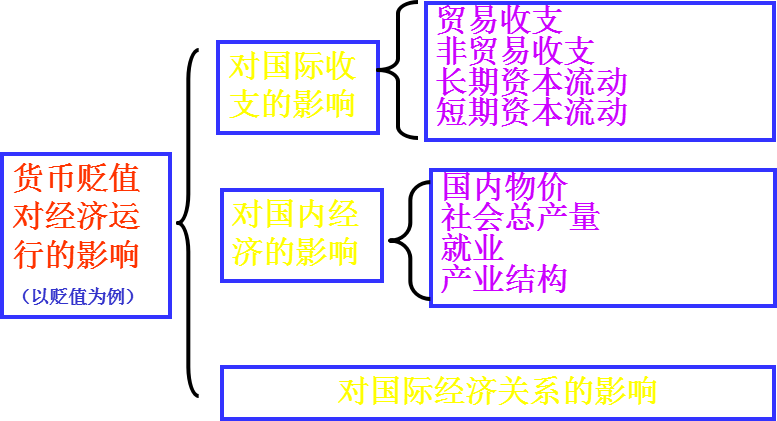 货币贬值
对经济运
行的影响
（以贬值为例）
对国际收
支的影响
贸易收支
非贸易收支
长期资本流动
短期资本流动
对国内经
济的影响
国内物价
社会总产量
就业
产业结构
对国际经济关系的影响